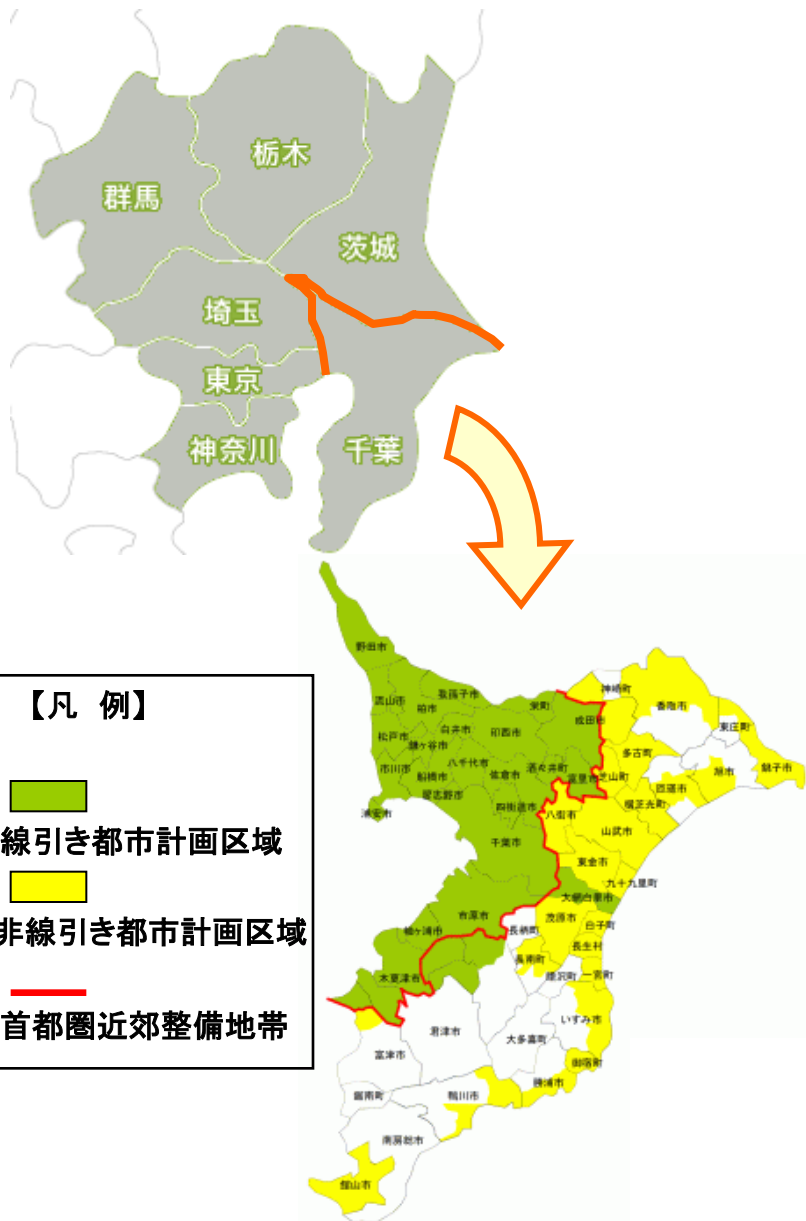 栃木
群馬
茨城
埼玉
東京
神奈川
千葉
野田市
流山市
柏市
我孫子市
松戸市
鎌ヶ谷市
白井市
印西市
栄町
成田市
神崎町
香取市
東庄町
銚子市
旭市
匝瑳市
多古町
芝山町
横芝光町
市川市
船橋市
八千代市
佐倉市
酒々井町
富里市
習志野市
四街道市
八街市
山武市
浦安市
千葉市
東金市
九十九里町
大網白里市
市原市
茂原市
白子町
長柄町
長生村
袖ヶ浦市
長南町
睦沢町
一宮町
木更津市
いすみ市
君津市
大多喜町
富津市
御宿町
勝浦市
鋸南町
鴨川市
南房総市
館山市
【凡 例】
線引き都市計画区域
非線引き都市計画区域
首都圏近郊整備地帯